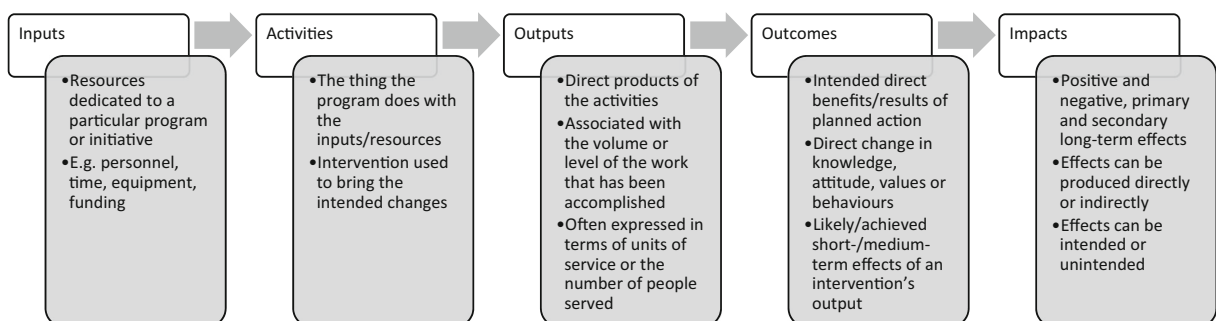 Inputs
•Resources
dedicated to a
particular program
or initiative
•E.g. personnel,
time, equipment,
funding
Activities
•The thing the
program does with
the
inputs/resources
•Intervention used
to bring the
intended changes
Outputs
•Direct products of
the activities
•Associated with
the volume or
level of the work
that has been
accomplished
•Often expressed in
terms of units of
service or the
number of people
served
Outcomes
•Intended direct
benefits/results of
planned action
•Direct change in
knowledge,
attitude, values or
behaviours
•Likely/achieved
short-/medium-
term effects of an
intervention’s
output
Impacts
•Positive and
negative, primary
and secondary
long-term effects
•Effects can be
produced directly
or indirectly
•Effects can be
intended or
unintended